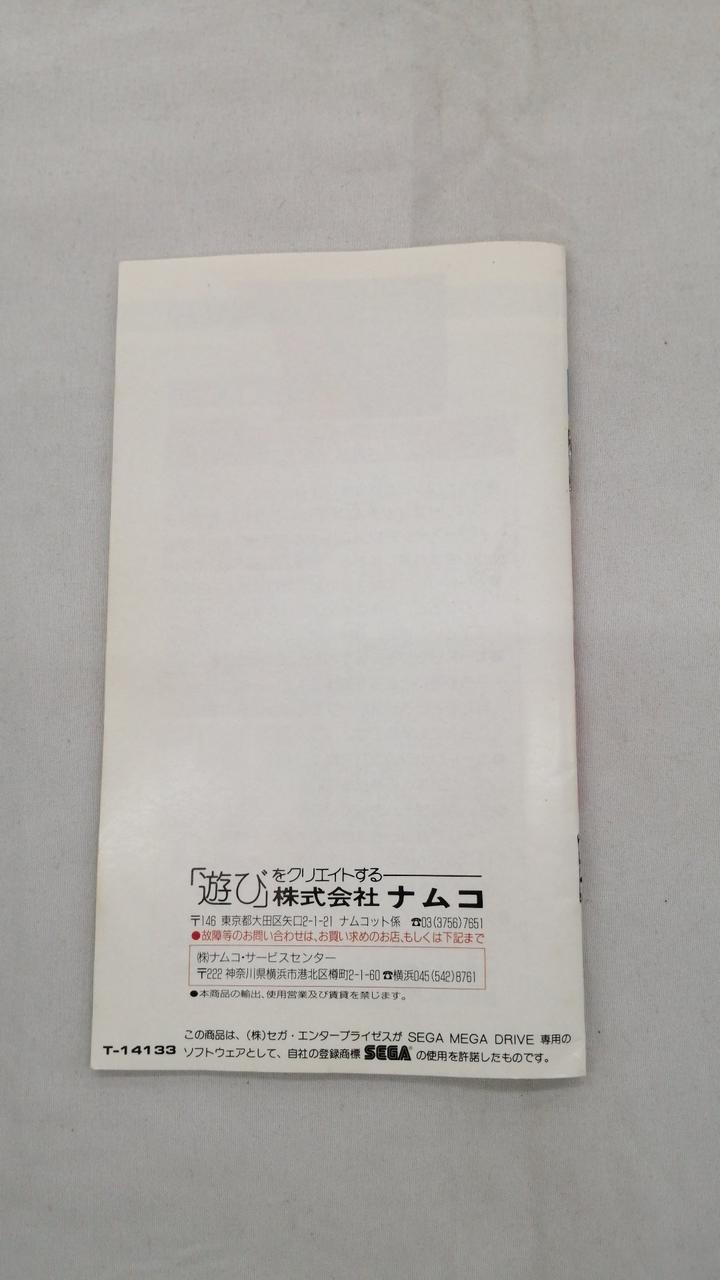 「遊び」をクリエイトする
株式会社 ナムコ
〒146 東京都大田区矢口2-1-21 ナムコット係 ☎03(3756)7651
●故障等のお問い合わせは、お買い求めのお店、もしくは下記まで
㈱ナムコ・サービスセンター
〒222 神奈川県横浜市港北区樽町2-1-60 ☎横浜045(542)8761
●本商品の輸出、使用営業及び賃貸を禁じます。
この商品は、(株)セガ・エンタープライゼスが SEGA MEGA DRIVE 専用の
T-14133 ソフトウェアとして、自社の登録商標 SEGA® の使用を許諾したものです。